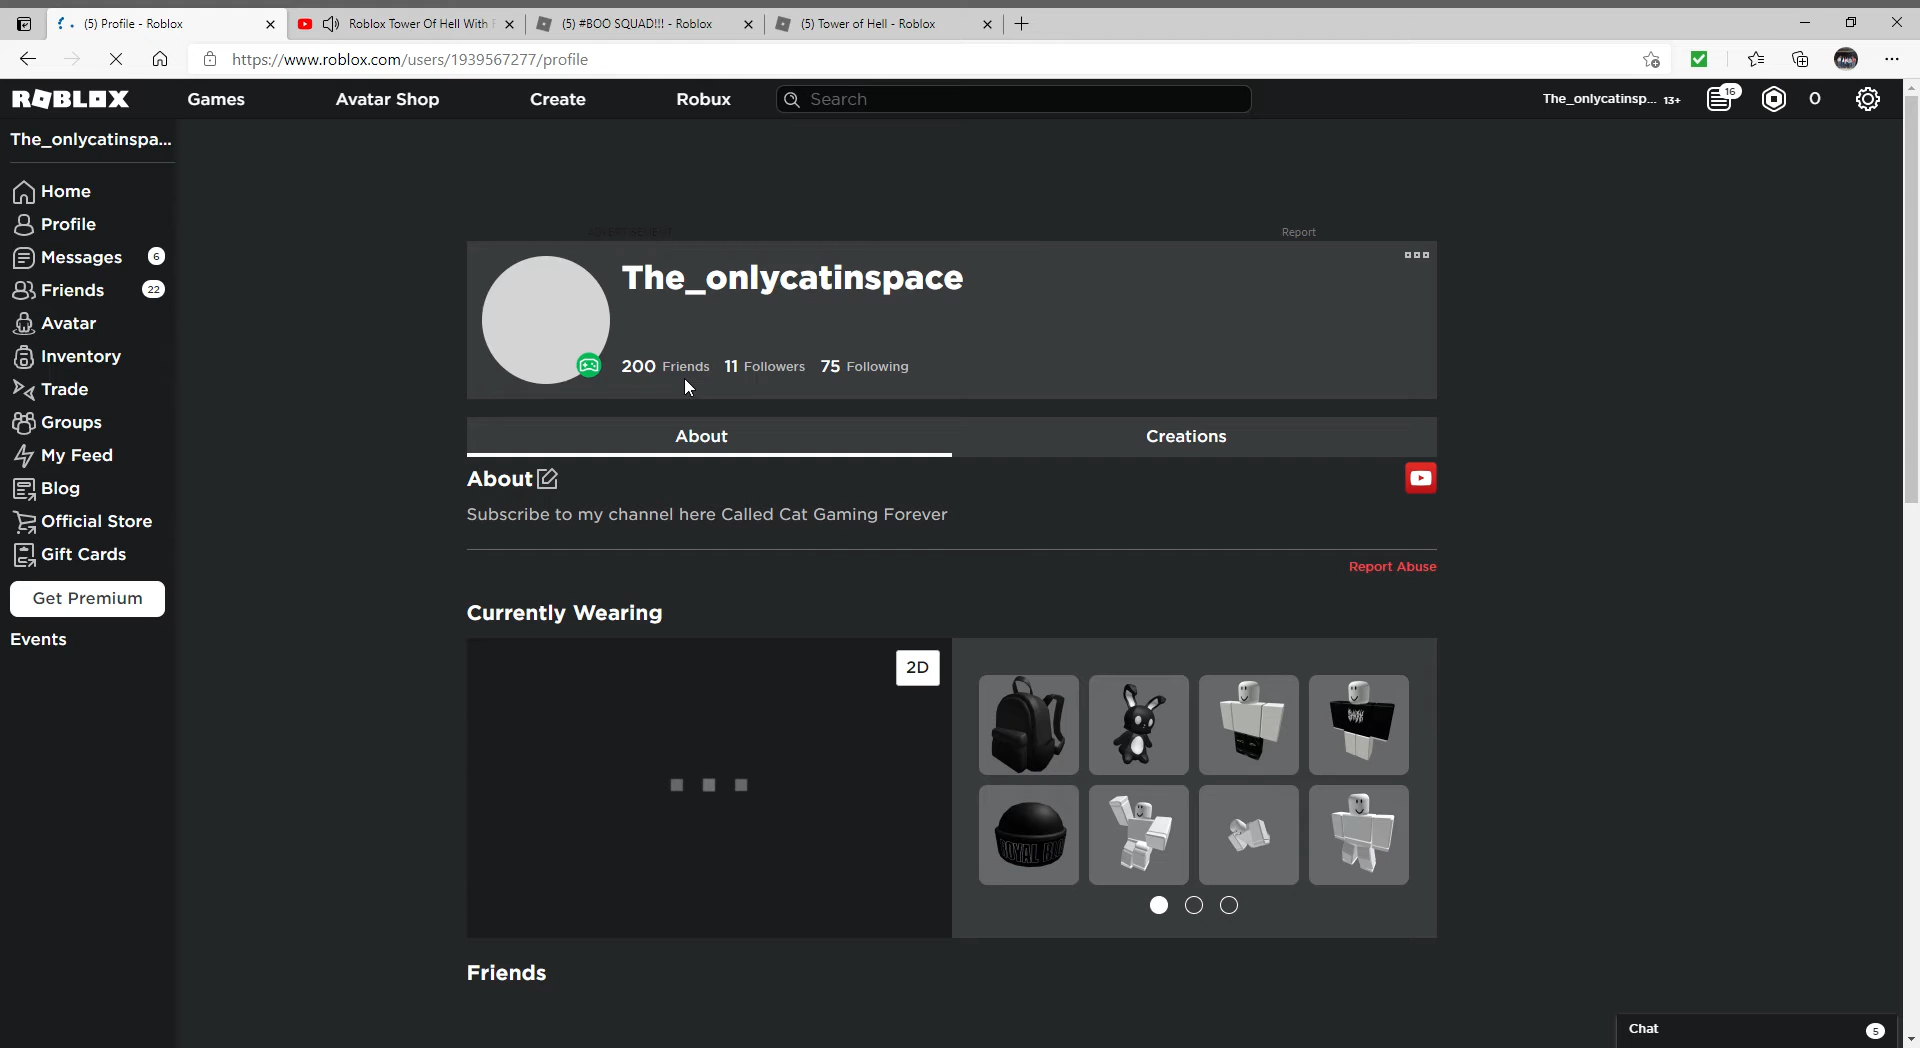 (5) Profile - Roblox
Roblox Tower Of Hell With
(5) #BOO SQUAD!!! - Roblox
(5) Tower of Hell - Roblox
https://www.roblox.com/users/1939567277/profile
ROBLOX
Games
Avatar Shop
Create
Robux
Search
The_onlycatinsp... 13+
16
0
The_onlycatinspa...
Home
Profile
Messages 6
Friends 22
Avatar
Inventory
Trade
Groups
My Feed
Blog
Official Store
Gift Cards
Get Premium
Events
ADVERTISEMENT
Report
The_onlycatinspace
200 Friends 11 Followers 75 Following
About
Creations
About
Subscribe to my channel here Called Cat Gaming Forever
Report Abuse
Currently Wearing
2D
Friends
Chat 5